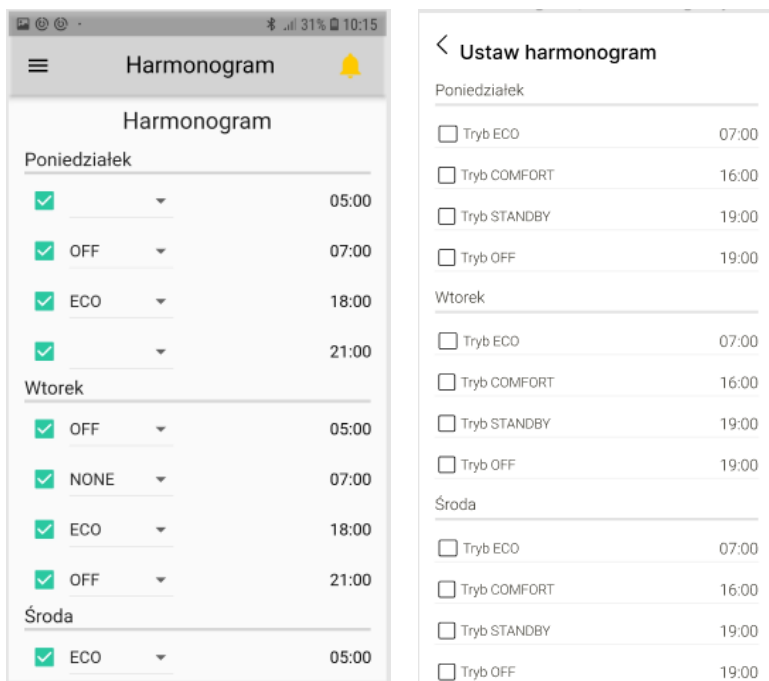 31% 10:15
Harmonogram
Harmonogram
Poniedziałek
05:00
OFF 07:00
ECO 18:00
21:00
Wtorek
OFF 05:00
NONE 07:00
ECO 18:00
OFF 21:00
Środa
ECO 05:00
Ustaw harmonogram
Poniedziałek
Tryb ECO 07:00
Tryb COMFORT 16:00
Tryb STANDBY 19:00
Tryb OFF 19:00
Wtorek
Tryb ECO 07:00
Tryb COMFORT 16:00
Tryb STANDBY 19:00
Tryb OFF 19:00
Środa
Tryb ECO 07:00
Tryb COMFORT 16:00
Tryb STANDBY 19:00
Tryb OFF 19:00